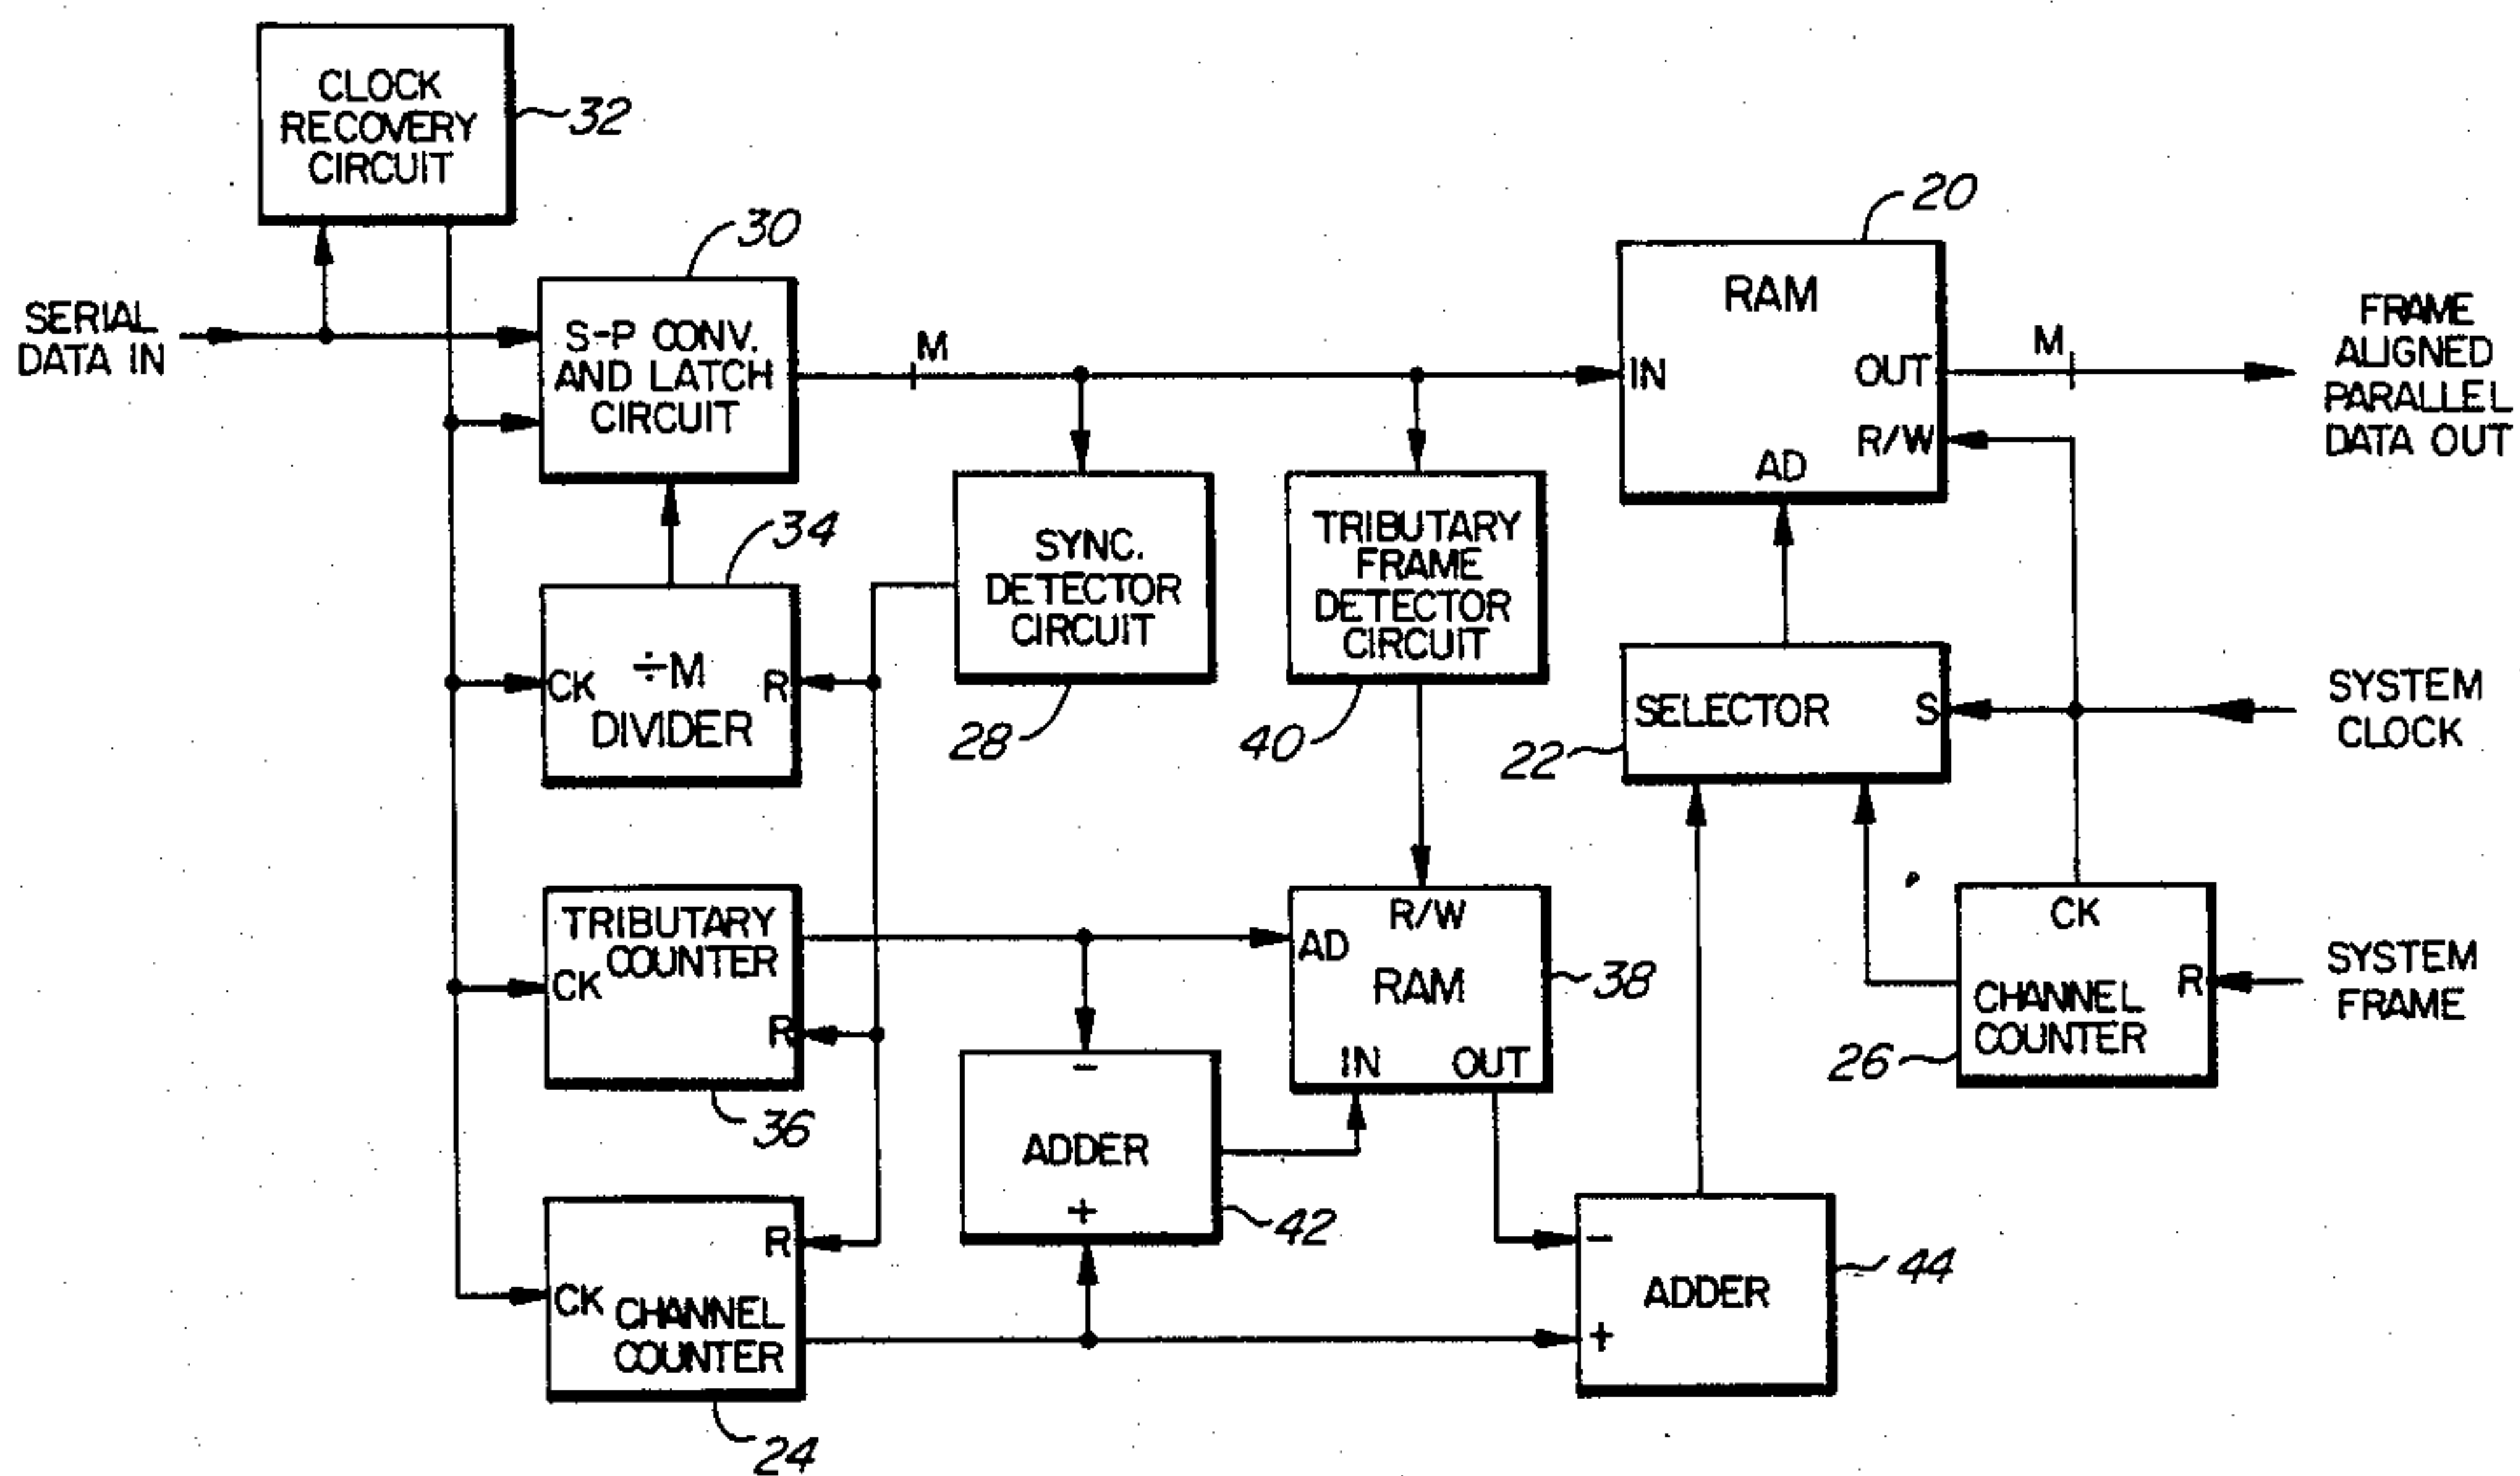 CLOCK
RECOVERY
CIRCUIT
32
SERIAL
DATA IN
30
S-P CONV.
AND LATCH
CIRCUIT
M
20
RAM
IN
OUT
R/W
AD
M
FRAME
ALIGNED
PARALLEL
DATA OUT
34
CK
÷M
R
DIVIDER
SYNC.
DETECTOR
CIRCUIT
28
TRIBUTARY
FRAME
DETECTOR
CIRCUIT
40
SELECTOR
S
22
SYSTEM
CLOCK
TRIBUTARY
COUNTER
CK
R
36
R/W
AD
RAM
IN
OUT
38
CK
R
CHANNEL
COUNTER
26
SYSTEM
FRAME
−
ADDER
+
42
R
CK
CHANNEL
COUNTER
24
−
ADDER
+
44